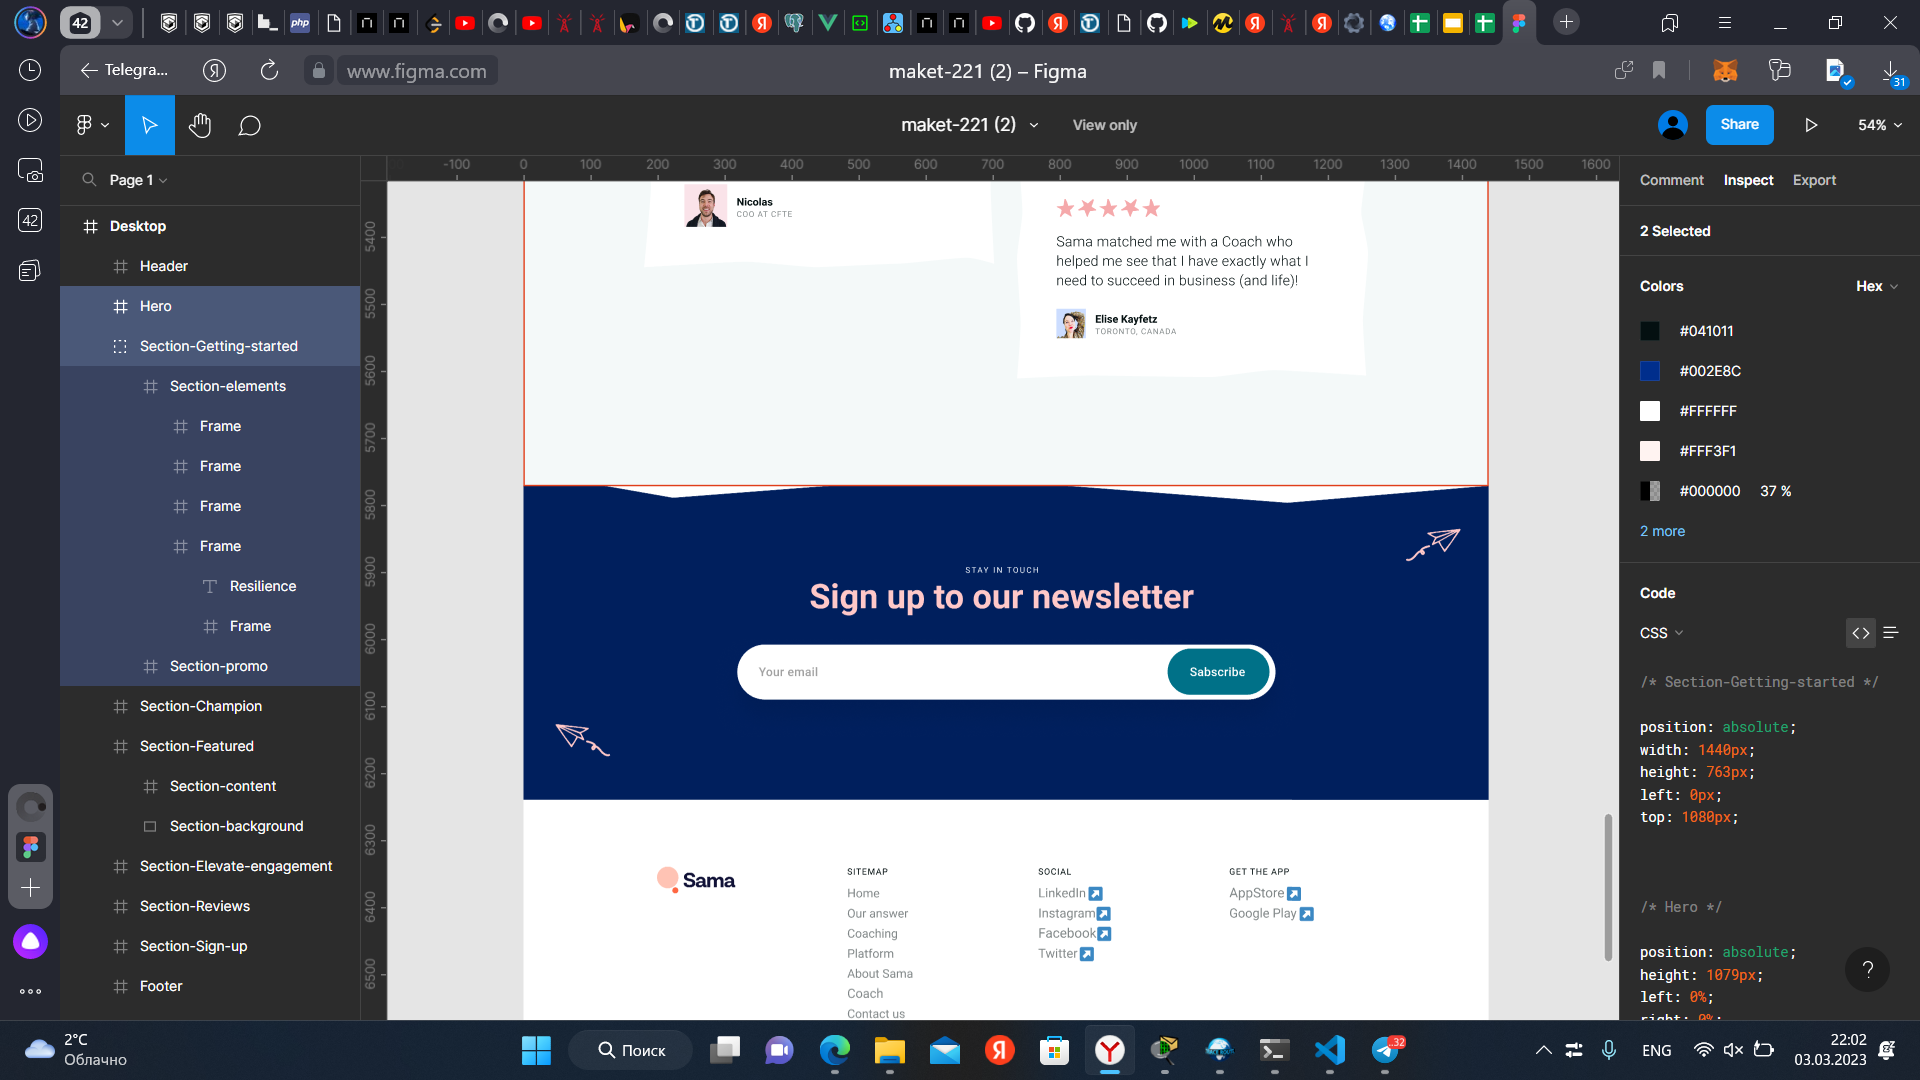 42
php
Telegra...
Я
www.figma.com
maket-221 (2) – Figma
31
maket-221 (2)
View only
Share
54%
42
Page 1
Desktop
Header
Hero
Section-Getting-started
Section-elements
Frame
Frame
Frame
Frame
Resilience
Frame
Section-promo
Section-Champion
Section-Featured
Section-content
Section-background
Section-Elevate-engagement
Section-Reviews
Section-Sign-up
Footer
-100 0 100 200 300 400 500 600 700 800 900 1000 1100 1200 1300 1400 1500 1600
5400
5500
5600
5700
5800
5900
6000
6100
6200
6300
6400
6500
Nicolas
COO AT CFTE
Sama matched me with a Coach who
helped me see that I have exactly what I
need to succeed in business (and life)!
Elise Kayfetz
TORONTO, CANADA
STAY IN TOUCH
Sign up to our newsletter
Your email
Sabscribe
Sama
SITEMAP
Home
Our answer
Coaching
Platform
About Sama
Coach
Contact us
SOCIAL
LinkedIn
Instagram
Facebook
Twitter
GET THE APP
AppStore
Google Play
Comment Inspect Export
2 Selected
Colors
Hex
#041011
#002E8C
#FFFFFF
#FFF3F1
#000000 37 %
2 more
Code
CSS
/* Section-Getting-started */
position: absolute;
width: 1440px;
height: 763px;
left: 0px;
top: 1080px;
/* Hero */
position: absolute;
height: 1079px;
left: 0%;
right: 0%;
?
2°C
Облачно
Поиск
..32
ENG
22:02
03.03.2023